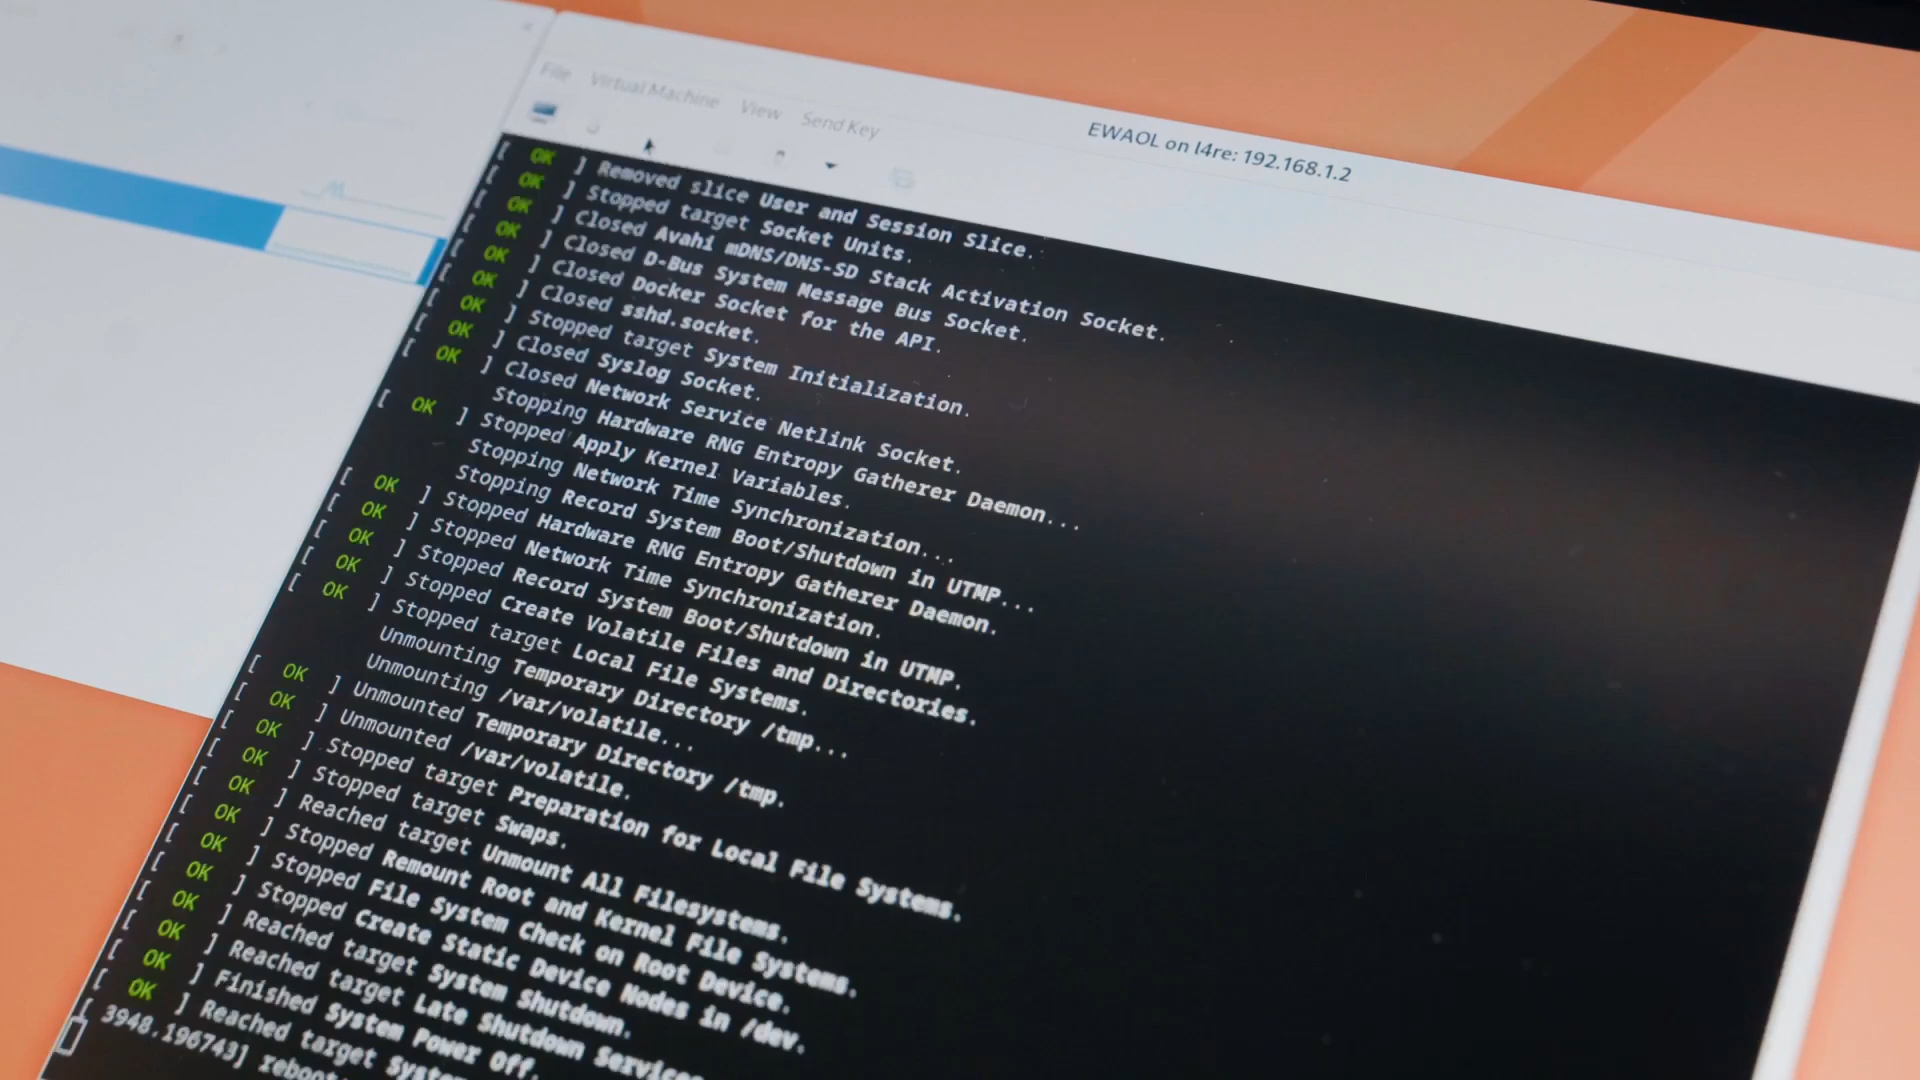 File Virtual Machine View Send Key
EWAOL on l4re: 192.168.1.2
[ OK ] Removed slice User and Session Slice.
[ OK ] Stopped target Socket Units.
[ OK ] Closed Avahi mDNS/DNS-SD Stack Activation Socket.
[ OK ] Closed D-Bus System Message Bus Socket.
[ OK ] Closed Docker Socket for the API.
[ OK ] Closed sshd.socket.
[ OK ] Stopped target System Initialization.
[ OK ] Closed Syslog Socket.
[ OK ] Closed Network Service Netlink Socket.
Stopping Hardware RNG Entropy Gatherer Daemon...
[ OK ] Stopped Apply Kernel Variables.
Stopping Network Time Synchronization...
Stopping Record System Boot/Shutdown in UTMP...
[ OK ] Stopped Hardware RNG Entropy Gatherer Daemon.
[ OK ] Stopped Network Time Synchronization.
[ OK ] Stopped Record System Boot/Shutdown in UTMP.
[ OK ] Stopped Create Volatile Files and Directories.
[ OK ] Stopped target Local File Systems.
Unmounting Temporary Directory /tmp...
Unmounting /var/volatile...
[ OK ] Unmounted Temporary Directory /tmp.
[ OK ] Unmounted /var/volatile.
[ OK ] Stopped target Preparation for Local File Systems.
[ OK ] Stopped target Swaps.
[ OK ] Reached target Unmount All Filesystems.
[ OK ] Stopped Remount Root and Kernel File Systems.
[ OK ] Stopped File System Check on Root Device.
[ OK ] Stopped Create Static Device Nodes in /dev.
[ OK ] Reached target System Shutdown.
[ OK ] Reached target Late Shutdown Services
[ OK ] Finished System Power Off.
[ OK ] Reached target Syste
[ 3948.196743] reboot